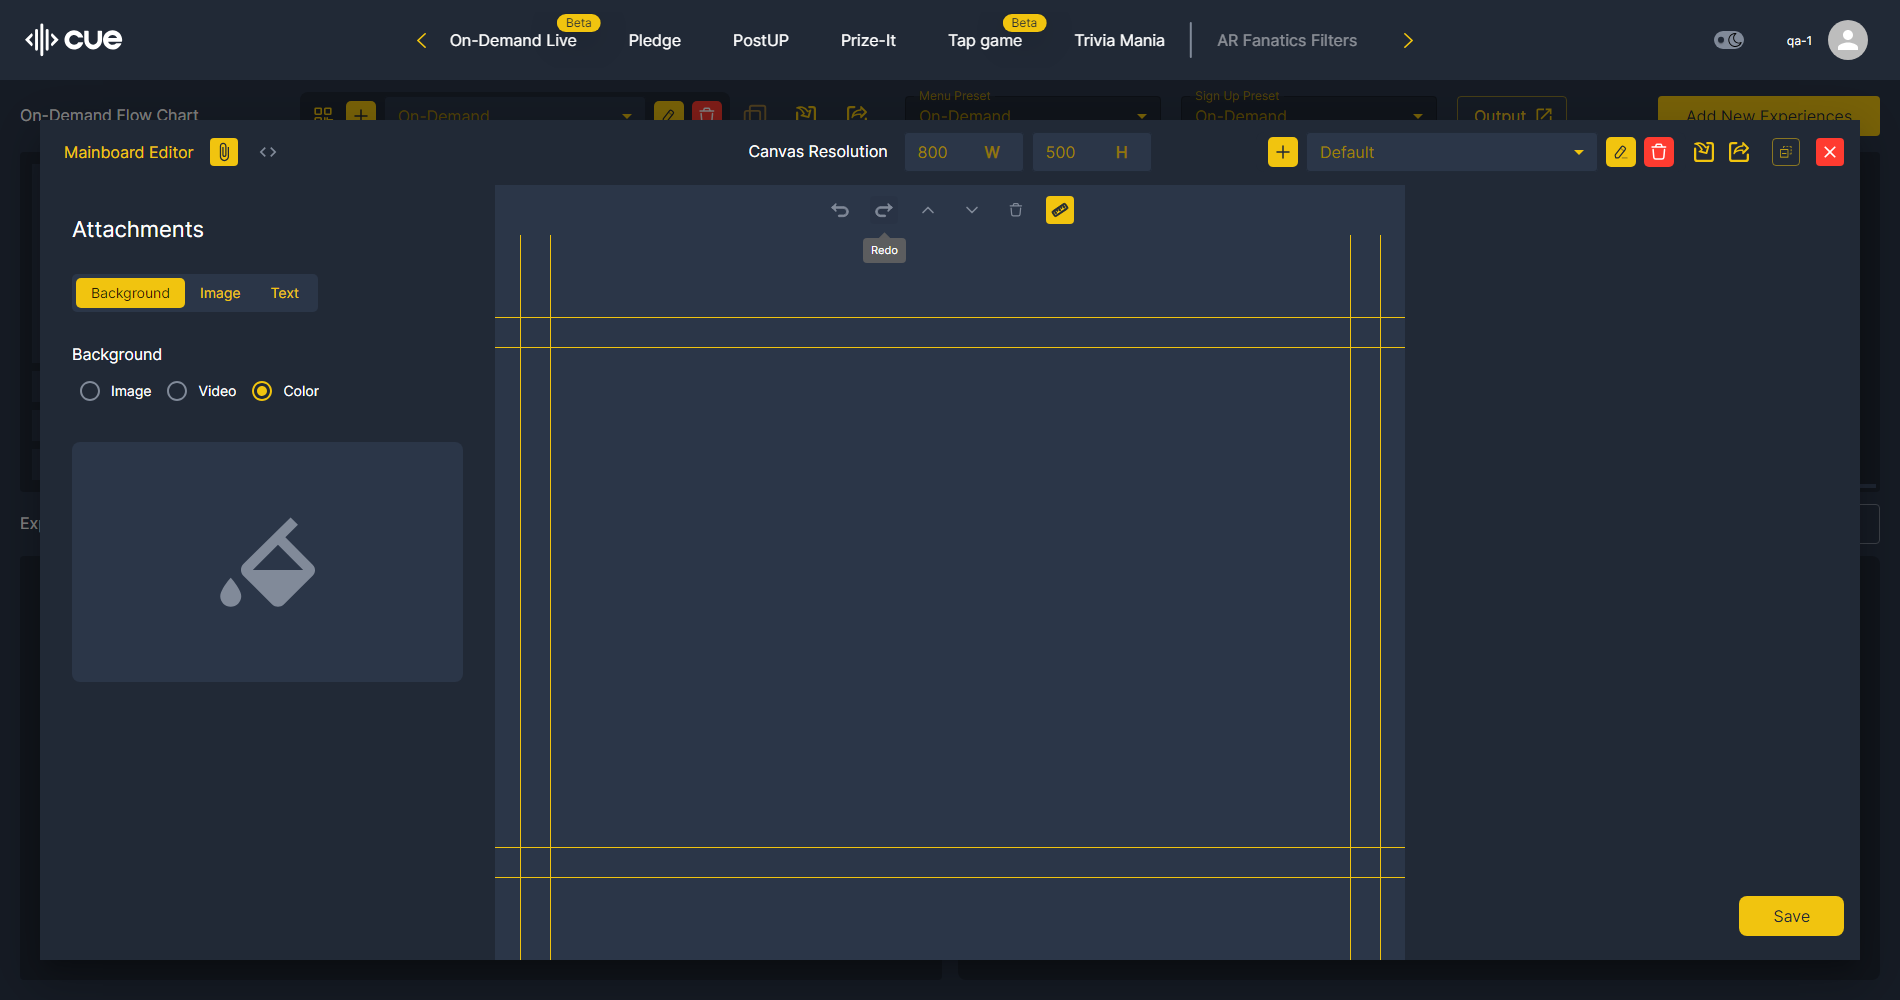 cue
On-Demand Live
Beta
Pledge
PostUP
Prize-It
Tap game
Beta
Trivia Mania
AR Fanatics Filters
qa-1
On-Demand Flow Chart
On-Demand
Menu Preset
On-Demand
Sign Up Preset
On-Demand
Output
Add New Experiences
Mainboard Editor
Canvas Resolution
800 W
500 H
Default
Attachments
Redo
Background
Image
Text
Background
Image
Video
Color
Save